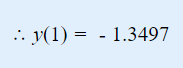 ∴ y(1) = - 1.3497